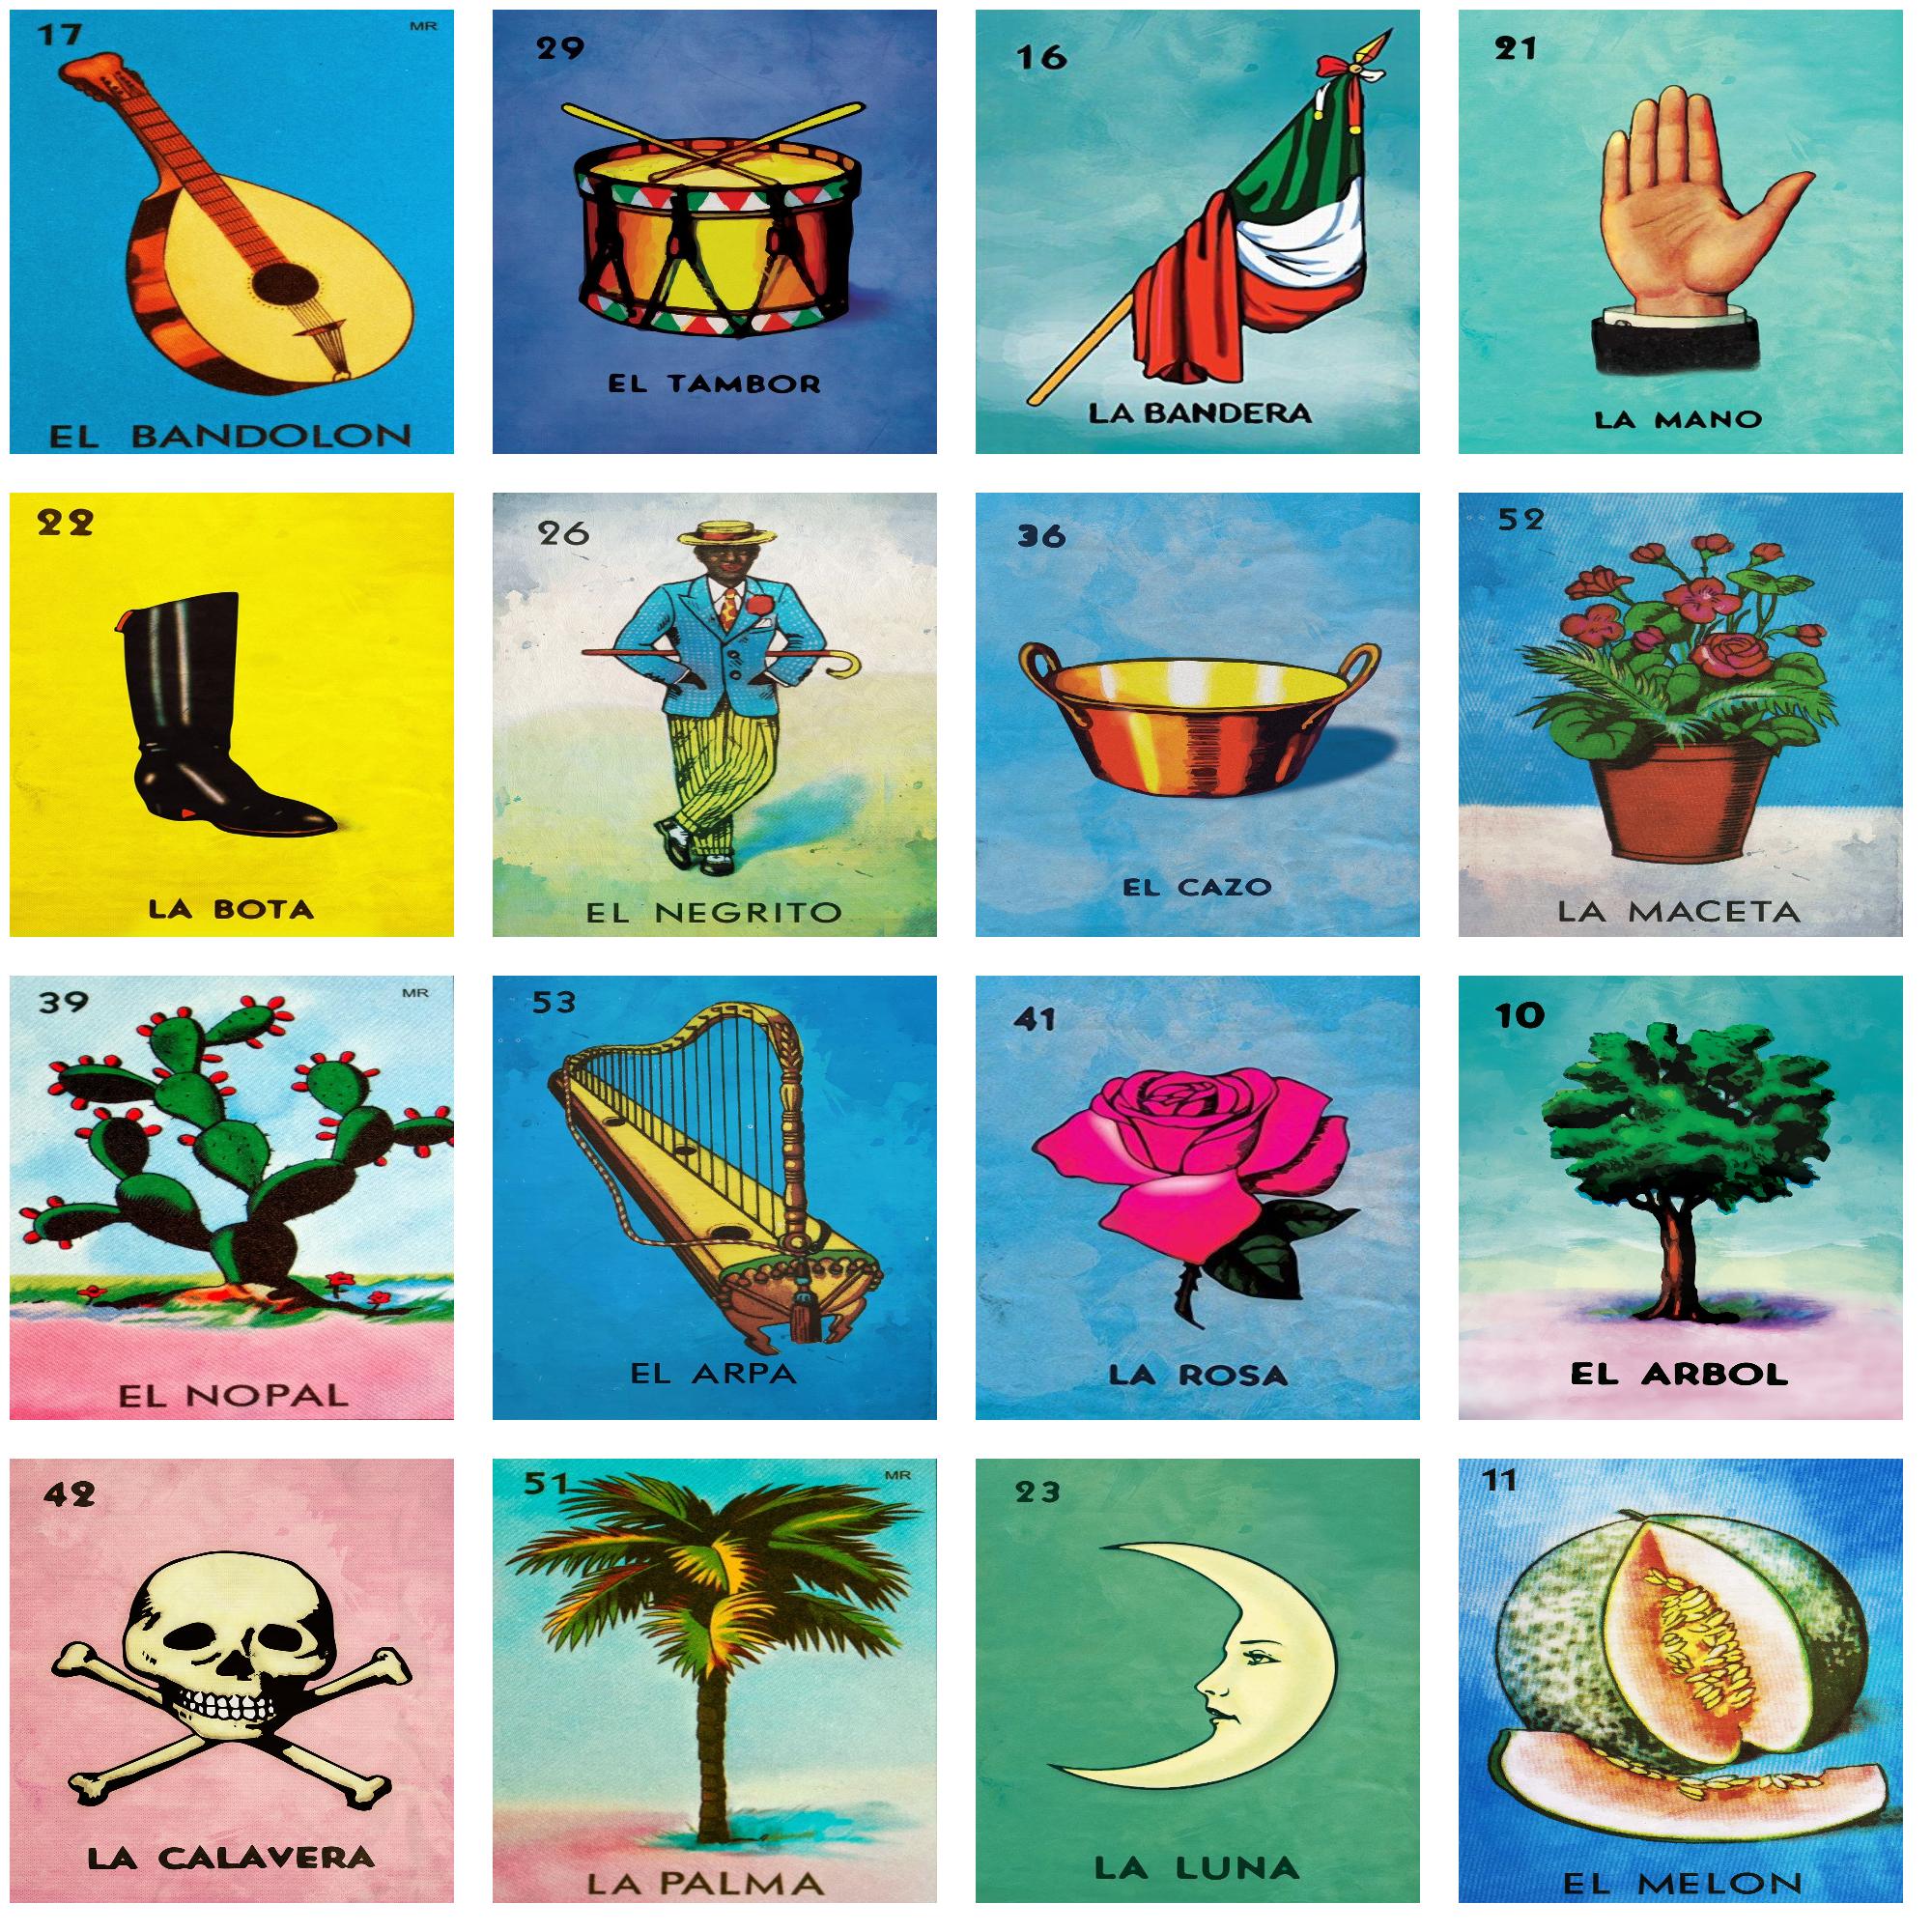 17 MR
EL BANDOLON
29
EL TAMBOR
16
LA BANDERA
21
LA MANO
22
LA BOTA
26
EL NEGRITO
36
EL CAZO
52
LA MACETA
39 MR
EL NOPAL
53
EL ARPA
41
LA ROSA
10
EL ARBOL
42
LA CALAVERA
51 MR
LA PALMA
23
LA LUNA
11
EL MELON